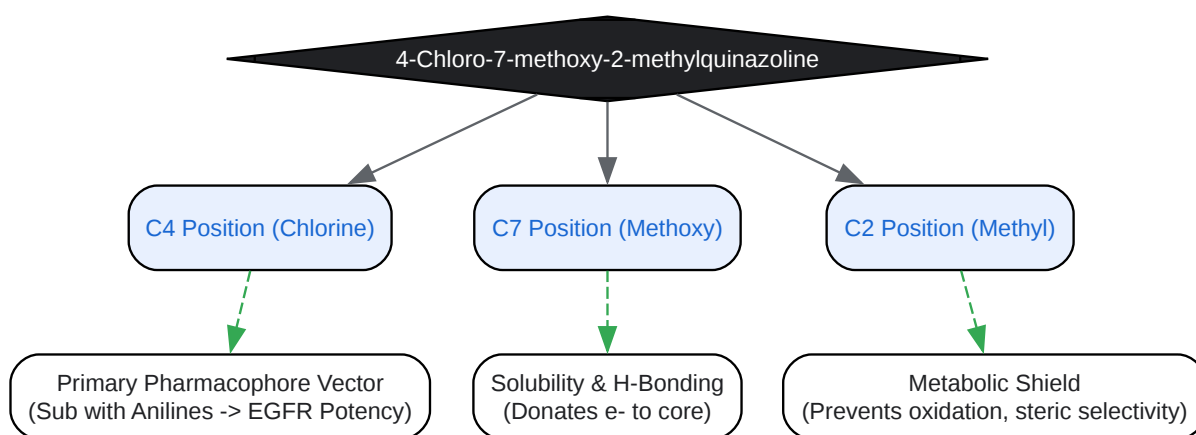 4-Chloro-7-methoxy-2-methylquinazoline
C4 Position (Chlorine)
C7 Position (Methoxy)
C2 Position (Methyl)
Primary Pharmacophore Vector
(Sub with Anilines -> EGFR Potency)
Solubility & H-Bonding
(Donates e- to core)
Metabolic Shield
(Prevents oxidation, steric selectivity)